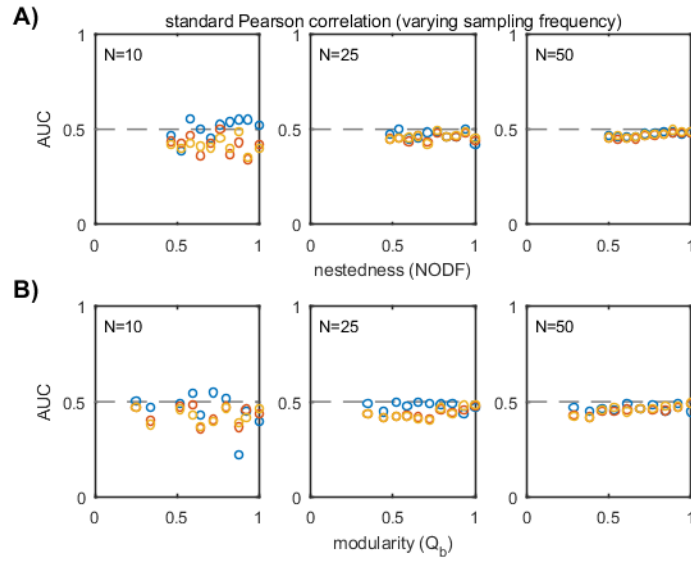 A)
standard Pearson correlation (varying sampling frequency)
1
N=10
N=25
N=50
AUC
0.5
0
0 0.5 1
1
0.5
0
0 0.5 1
1
0.5
0
0 0.5 1
nestedness (NODF)
B)
1
N=10
N=25
N=50
AUC
0.5
0
0 0.5 1
1
0.5
0
0 0.5 1
1
0.5
0
0 0.5 1
modularity (Q_b)